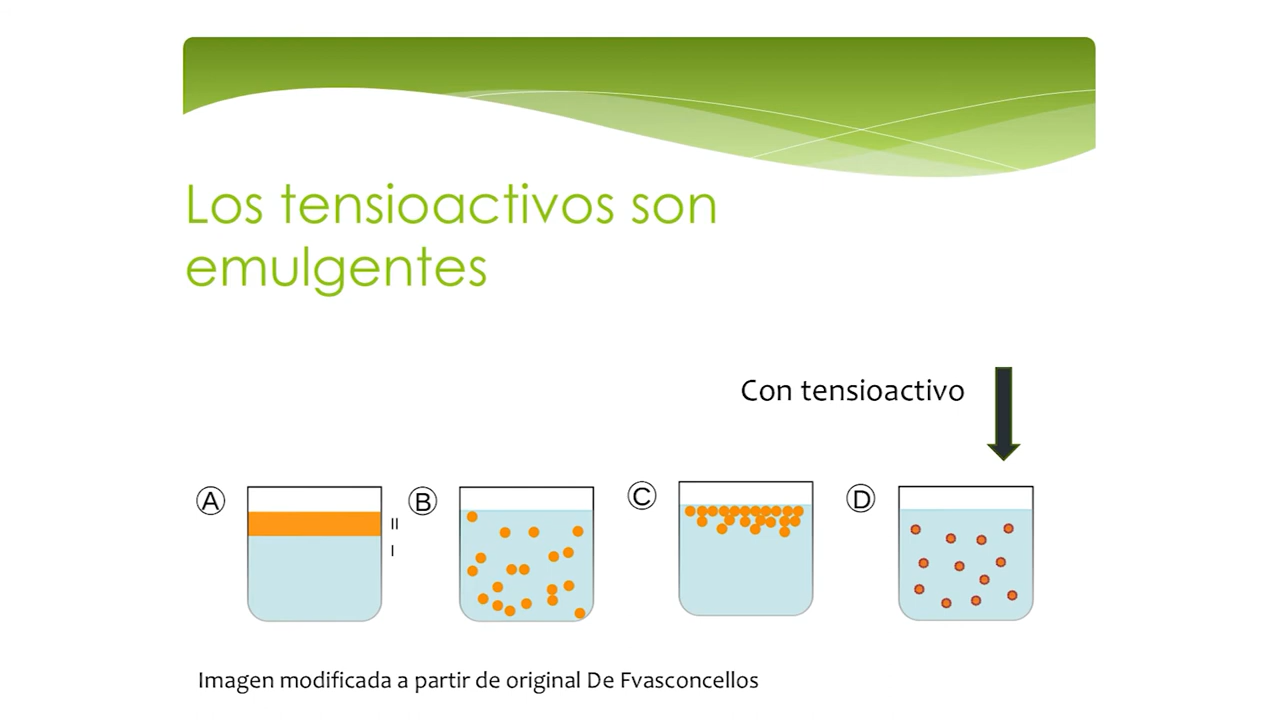 Los tensioactivos son
emulgentes
Con tensioactivo
A
B
C
D
II
I
Imagen modificada a partir de original De Fvasconcellos